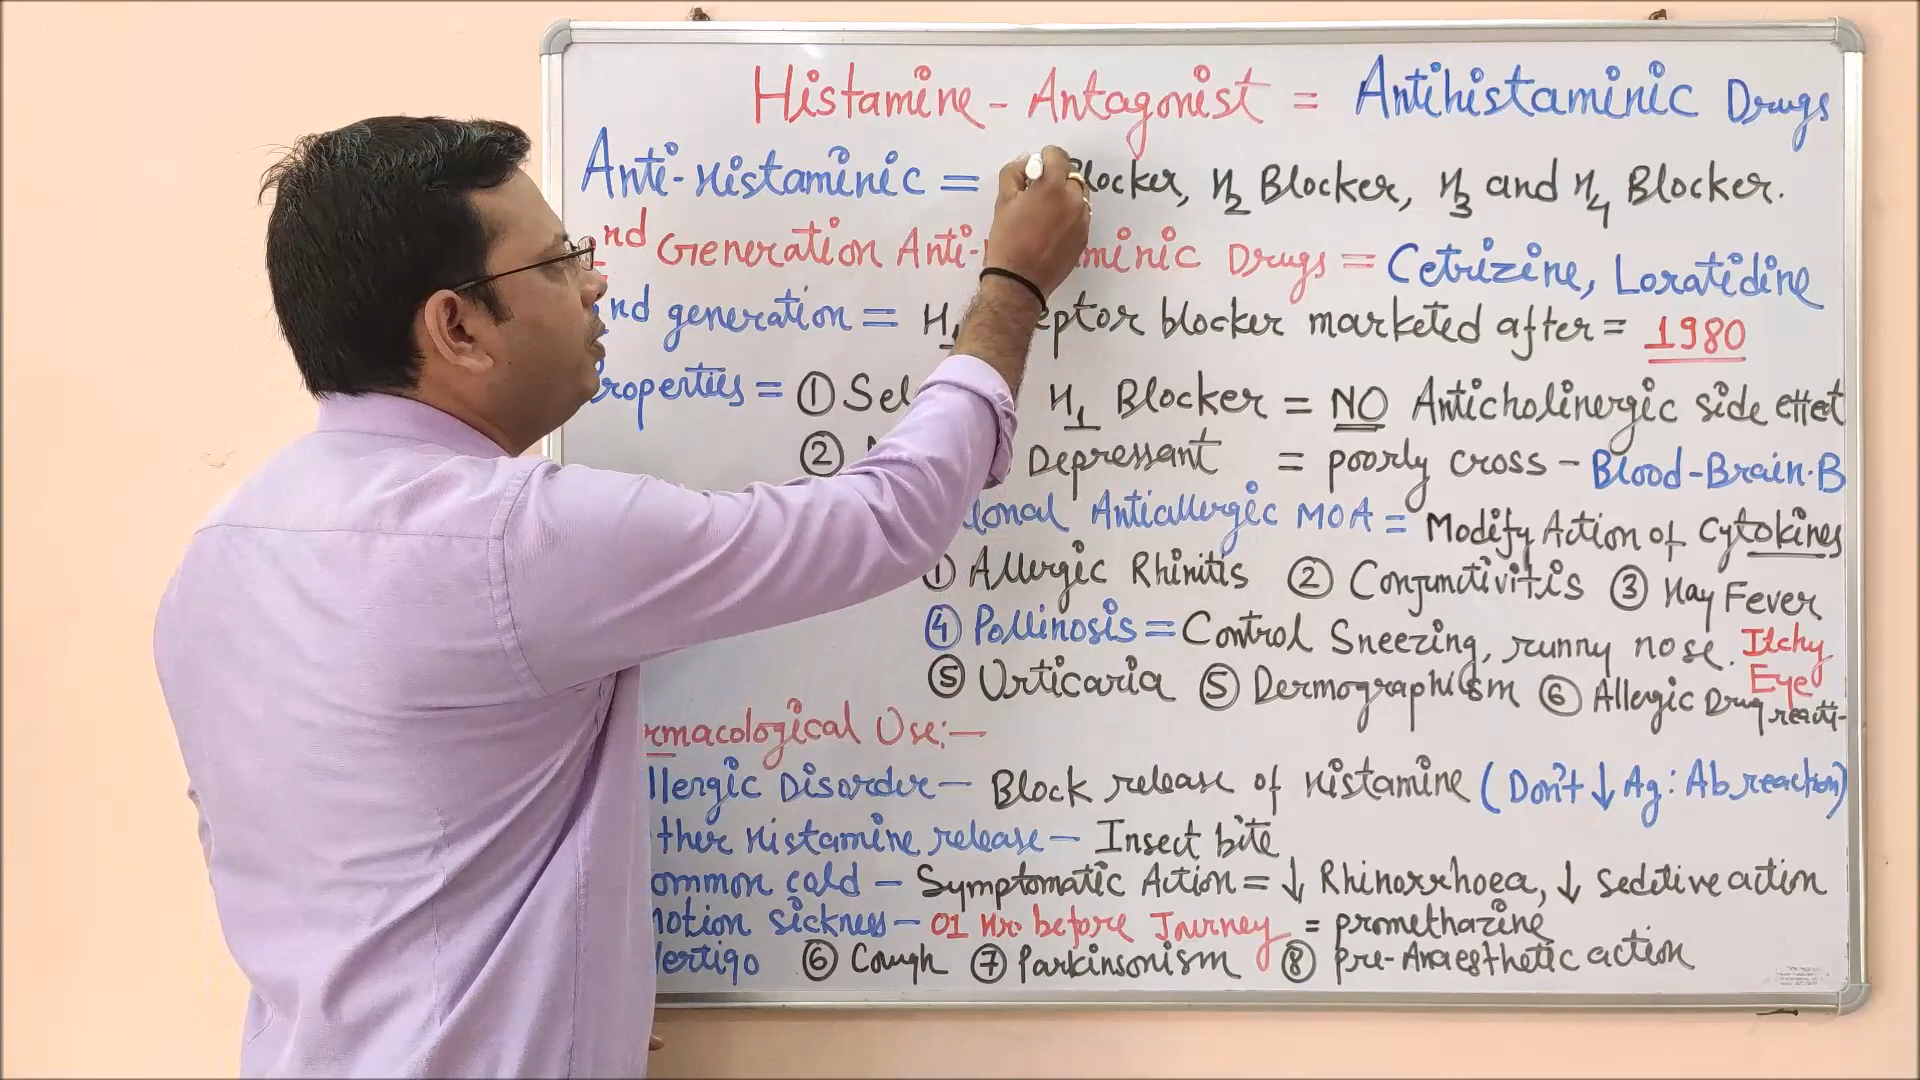 Histamine - Antagonist = Antihistaminic Drugs
Anti-Histaminic = Blocker, H2 Blocker, H3 and H4 Blocker.
nd Generation Anti- minic Drugs = Cetrizine, Loratidine
nd generation = H1 eptor blocker marketed after = 1980
roperties = ① Sel H1 Blocker = NO Anticholinergic side effect
② Depressant = poorly cross - Blood-Brain.B
ional Antiallergic MOA = Modify Action of Cytokines
① Allergic Rhinitis ② Conjunctivitis ③ Hay Fever
④ Pollinosis = Control Sneezing, runny nose. Itchy Eye
⑤ Urticaria ⑤ Dermographism ⑥ Allergic Drug reacti-
rmacological Use:-
llergic Disorder - Block release of Histamine (Don't ↓ Ag: Ab reaction)
ther Histamine release - Insect bite
ommon cold - Symptomatic Action = ↓ Rhinorrhoea, ↓ seditive action
otion sickness - 01 Hr before Journey = promethazine
Vertigo ⑥ Cough ⑦ Parkinsonism ⑧ Pre-Anaesthetic action